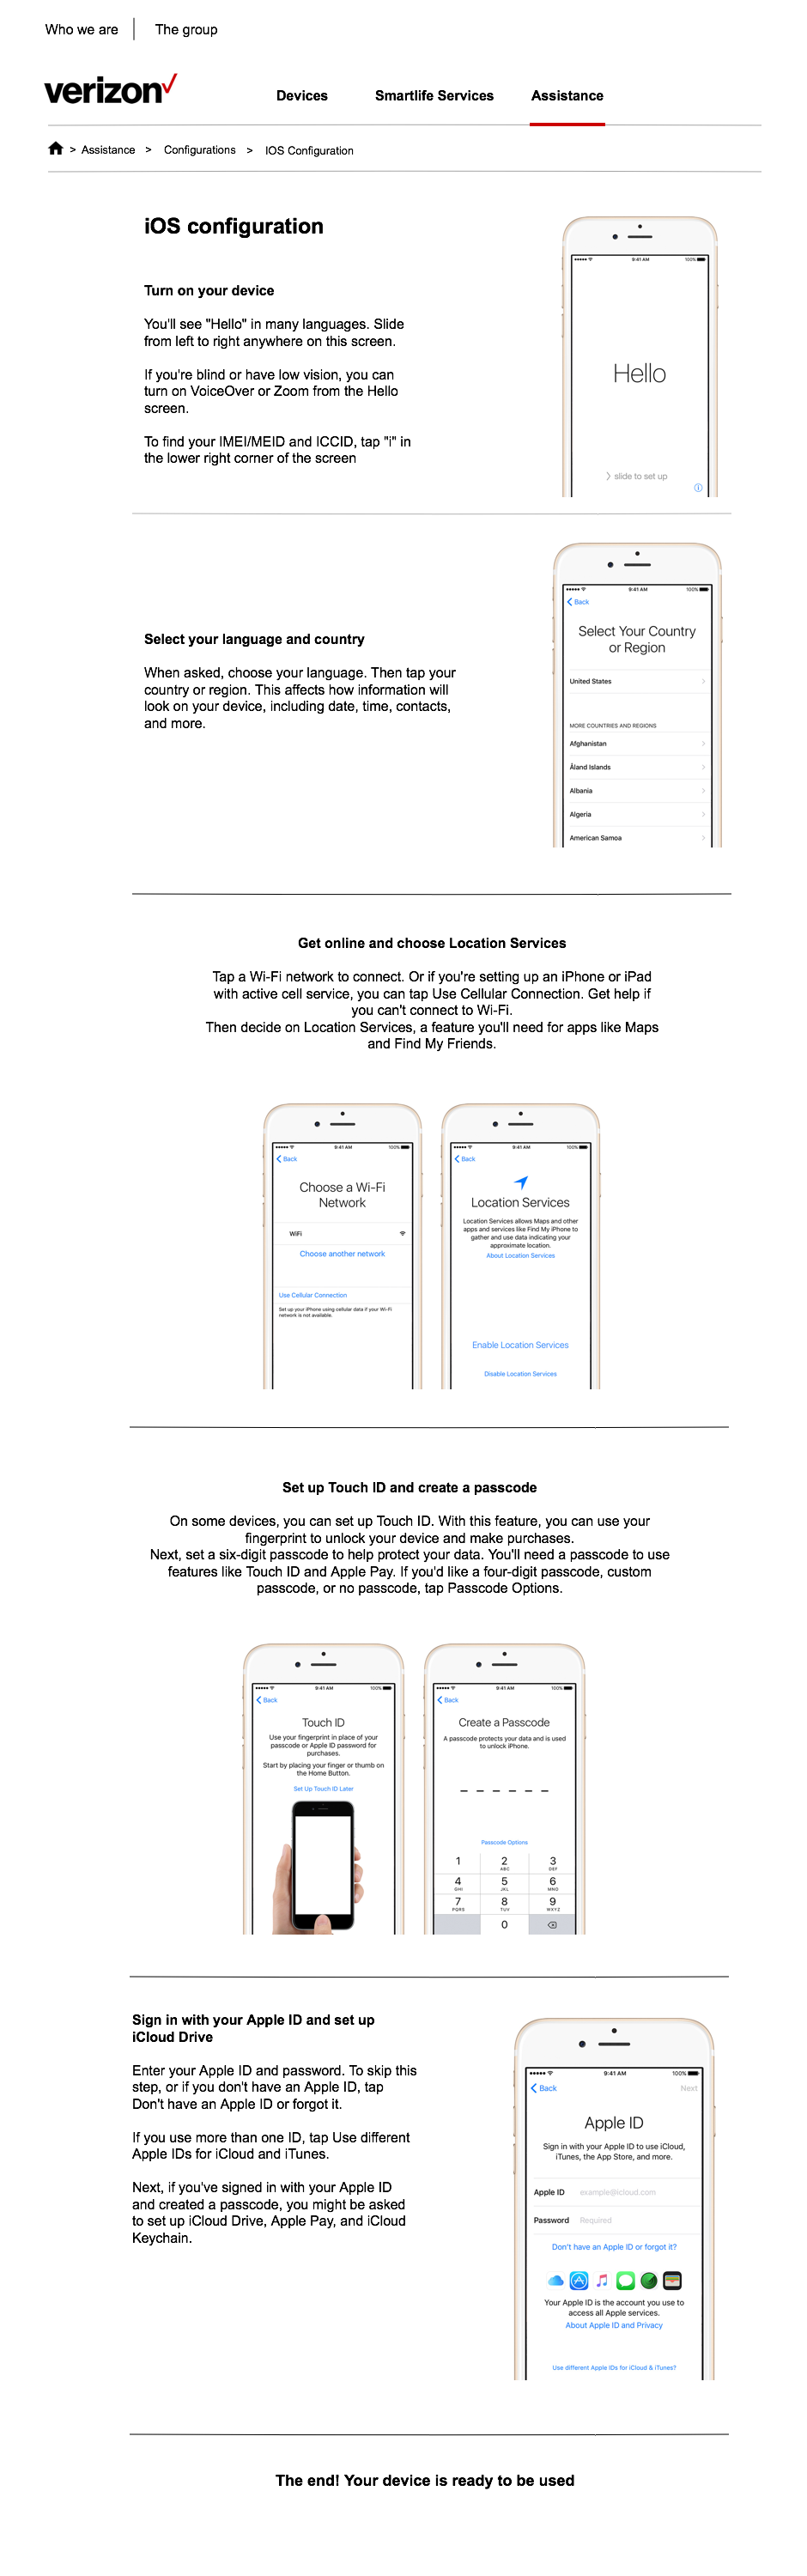 Who we are
The group
verizon
Devices
Smartlife Services
Assistance
> Assistance > Configurations > IOS Configuration
iOS configuration
Turn on your device
You'll see "Hello" in many languages. Slide
from left to right anywhere on this screen.
If you're blind or have low vision, you can
turn on VoiceOver or Zoom from the Hello
screen.
To find your IMEI/MEID and ICCID, tap "i" in
the lower right corner of the screen
9:41 AM
100%
Hello
> slide to set up
i
Select your language and country
When asked, choose your language. Then tap your
country or region. This affects how information will
look on your device, including date, time, contacts,
and more.
9:41 AM
100%
Back
Select Your Country
or Region
United States
MORE COUNTRIES AND REGIONS
Afghanistan
Åland Islands
Albania
Algeria
American Samoa
Get online and choose Location Services
Tap a Wi-Fi network to connect. Or if you're setting up an iPhone or iPad
with active cell service, you can tap Use Cellular Connection. Get help if
you can't connect to Wi-Fi.
Then decide on Location Services, a feature you'll need for apps like Maps
and Find My Friends.
9:41 AM
100%
Back
Choose a Wi-Fi
Network
WiFi
Choose another network
Use Cellular Connection
Set up your iPhone using cellular data if your Wi-Fi
network is not available.
9:41 AM
100%
Back
Location Services
Location Services allows Maps and other
apps and services like Find My iPhone to
gather and use data indicating your
approximate location.
About Location Services
Enable Location Services
Disable Location Services
Set up Touch ID and create a passcode
On some devices, you can set up Touch ID. With this feature, you can use your
fingerprint to unlock your device and make purchases.
Next, set a six-digit passcode to help protect your data. You'll need a passcode to use
features like Touch ID and Apple Pay. If you'd like a four-digit passcode, custom
passcode, or no passcode, tap Passcode Options.
9:41 AM
100%
Back
Touch ID
Use your fingerprint in place of your
passcode or Apple ID password for
purchases.
Start by placing your finger or thumb on
the Home Button.
Set Up Touch ID Later
9:41 AM
100%
Back
Create a Passcode
A passcode protects your data and is used
to unlock iPhone.
Passcode Options
1 2 3
ABC DEF
4 5 6
GHI JKL MNO
7 8 9
PQRS TUV WXYZ
0
Sign in with your Apple ID and set up
iCloud Drive
Enter your Apple ID and password. To skip this
step, or if you don't have an Apple ID, tap
Don't have an Apple ID or forgot it.
If you use more than one ID, tap Use different
Apple IDs for iCloud and iTunes.
Next, if you've signed in with your Apple ID
and created a passcode, you might be asked
to set up iCloud Drive, Apple Pay, and iCloud
Keychain.
9:41 AM
100%
Back
Next
Apple ID
Sign in with your Apple ID to use iCloud,
iTunes, the App Store, and more.
Apple ID example@icloud.com
Password Required
Don't have an Apple ID or forgot it?
Your Apple ID is the account you use to
access all Apple services.
About Apple ID and Privacy
Use different Apple IDs for iCloud & iTunes?
The end! Your device is ready to be used